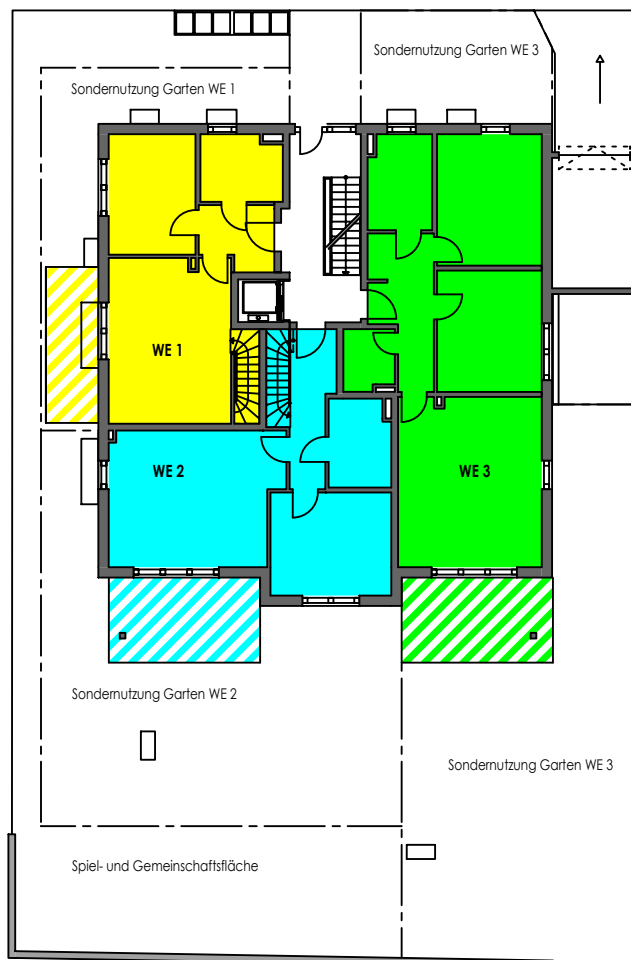 Sondernutzung Garten WE 3
Sondernutzung Garten WE 1
WE 1
WE 2
WE 3
Sondernutzung Garten WE 2
Sondernutzung Garten WE 3
Spiel- und Gemeinschaftsfläche